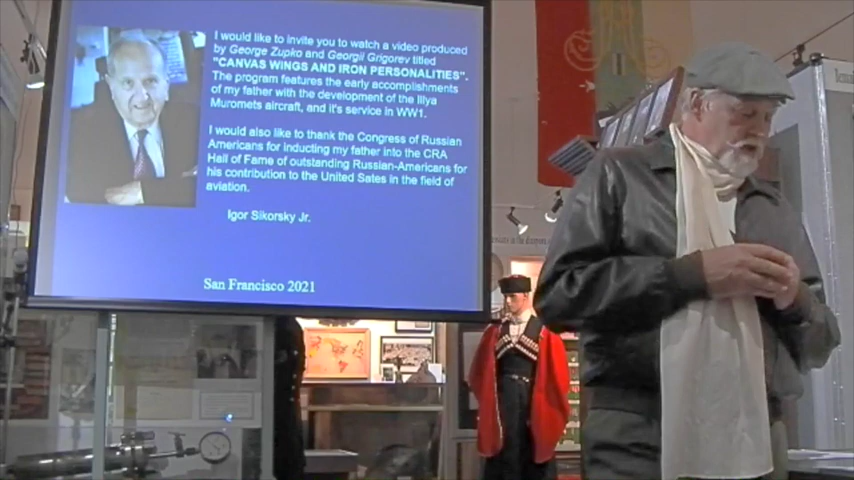 I would like to invite you to watch a video produced
by George Zupko and Georgii Grigorev titled
"CANVAS WINGS AND IRON PERSONALITIES".
The program features the early accomplishments
of my father with the development of the Illya
Muromets aircraft, and it's service in WW1.
I would also like to thank the Congress of Russian
Americans for inducting my father into the CRA
Hall of Fame of outstanding Russian-Americans for
his contribution to the United Sates in the field of
aviation.
Igor Sikorsky Jr.
San Francisco 2021